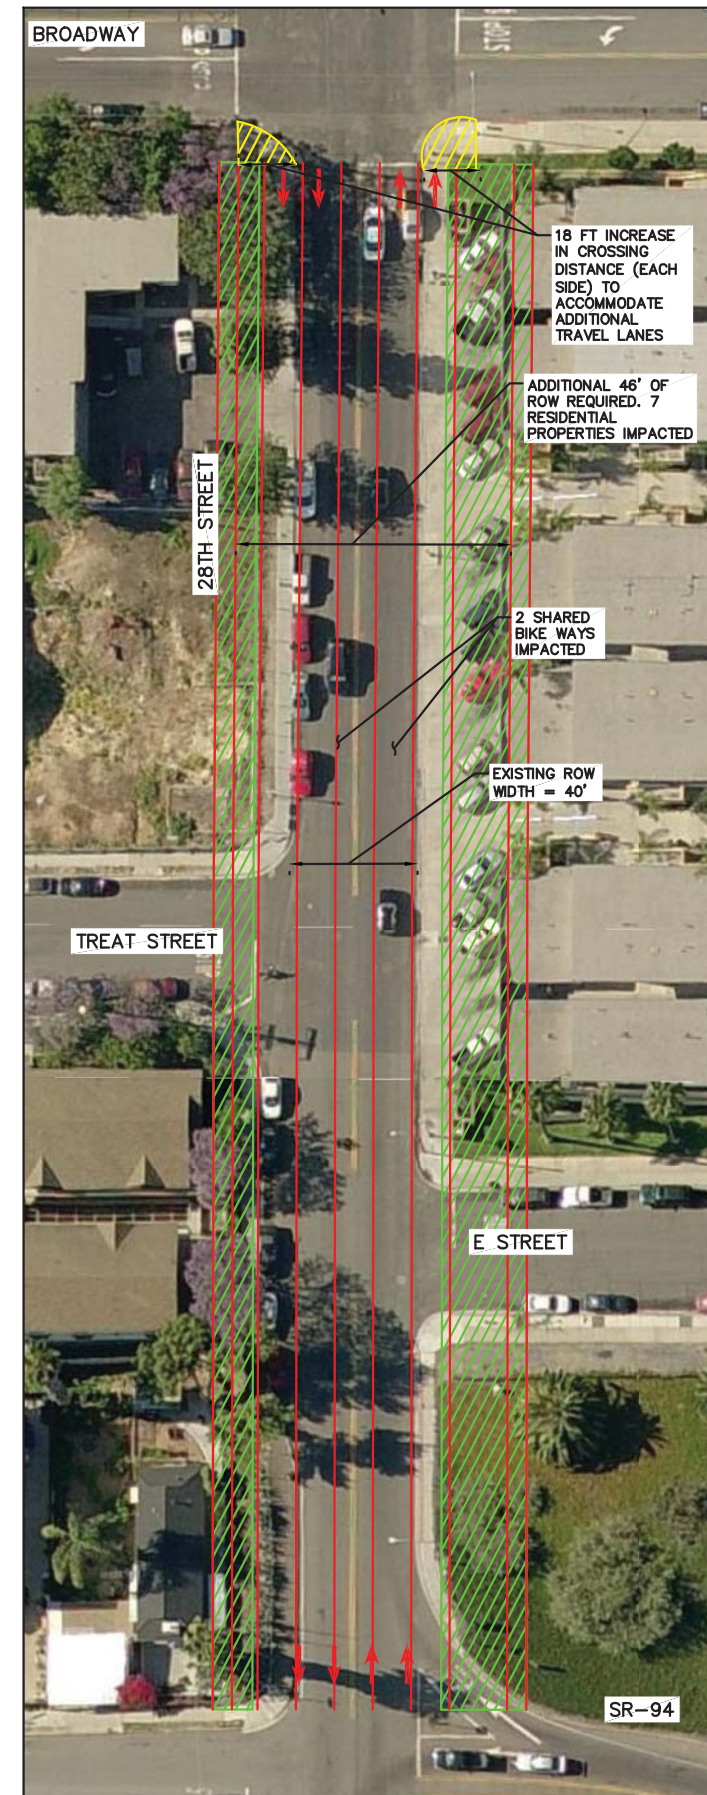 BROADWAY
STOP
18 FT INCREASE
IN CROSSING
DISTANCE (EACH
SIDE) TO
ACCOMMODATE
ADDITIONAL
TRAVEL LANES
ADDITIONAL 46' OF
ROW REQUIRED. 7
RESIDENTIAL
PROPERTIES IMPACTED
28TH STREET
2 SHARED
BIKE WAYS
IMPACTED
EXISTING ROW
WIDTH = 40'
TREAT STREET
E STREET
SR-94